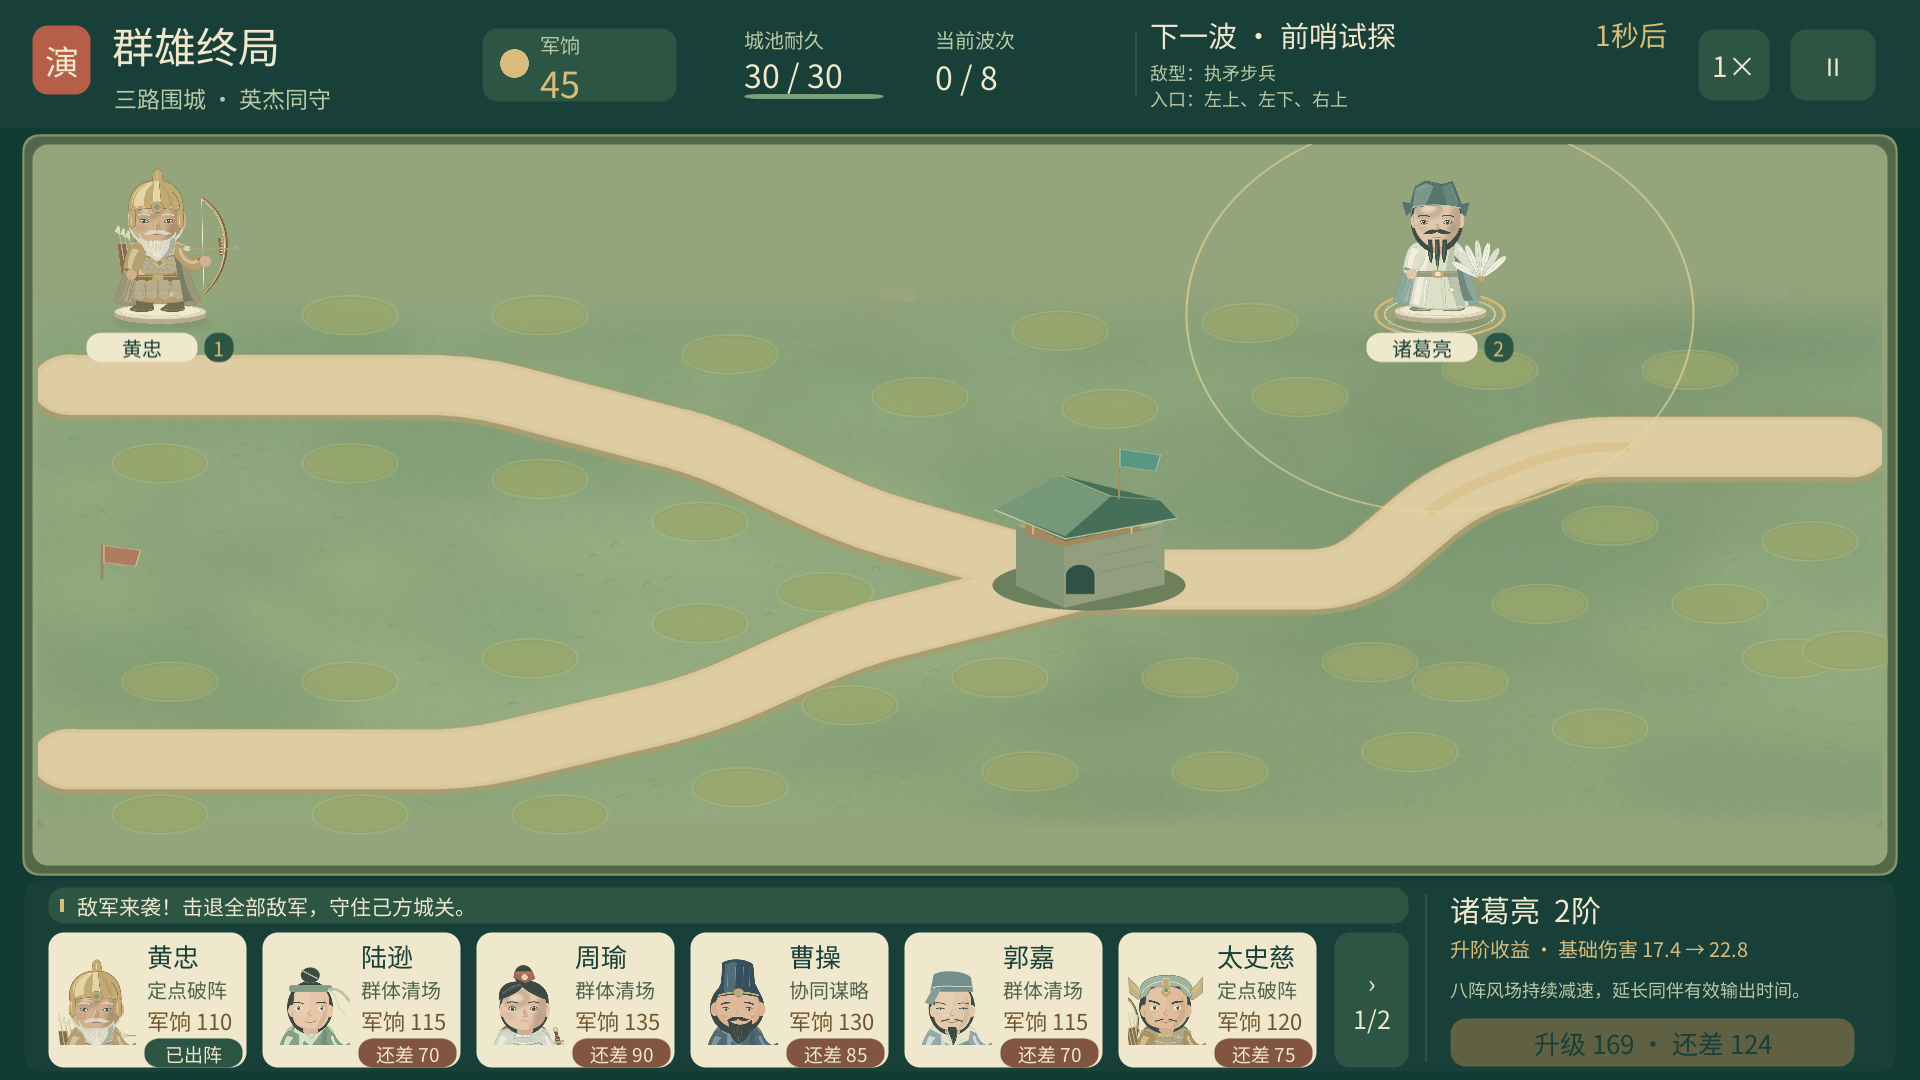 演
群雄终局
三路围城 · 英杰同守
军饷
45
城池耐久
30 / 30
当前波次
0 / 8
下一波 · 前哨试探
敌型：执矛步兵
入口：左上、左下、右上
1秒后
1×
II
黄忠 1
诸葛亮 2
敌军来袭！击退全部敌军，守住己方城关。
黄忠
定点破阵
军饷 110
已出阵
陆逊
群体清场
军饷 115
还差 70
周瑜
群体清场
军饷 135
还差 90
曹操
协同谋略
军饷 130
还差 85
郭嘉
群体清场
军饷 115
还差 70
太史慈
定点破阵
军饷 120
还差 75
›
1/2
诸葛亮 2阶
升阶收益 · 基础伤害 17.4→22.8
八阵风场持续减速，延长同伴有效输出时间。
升级 169 · 还差 124